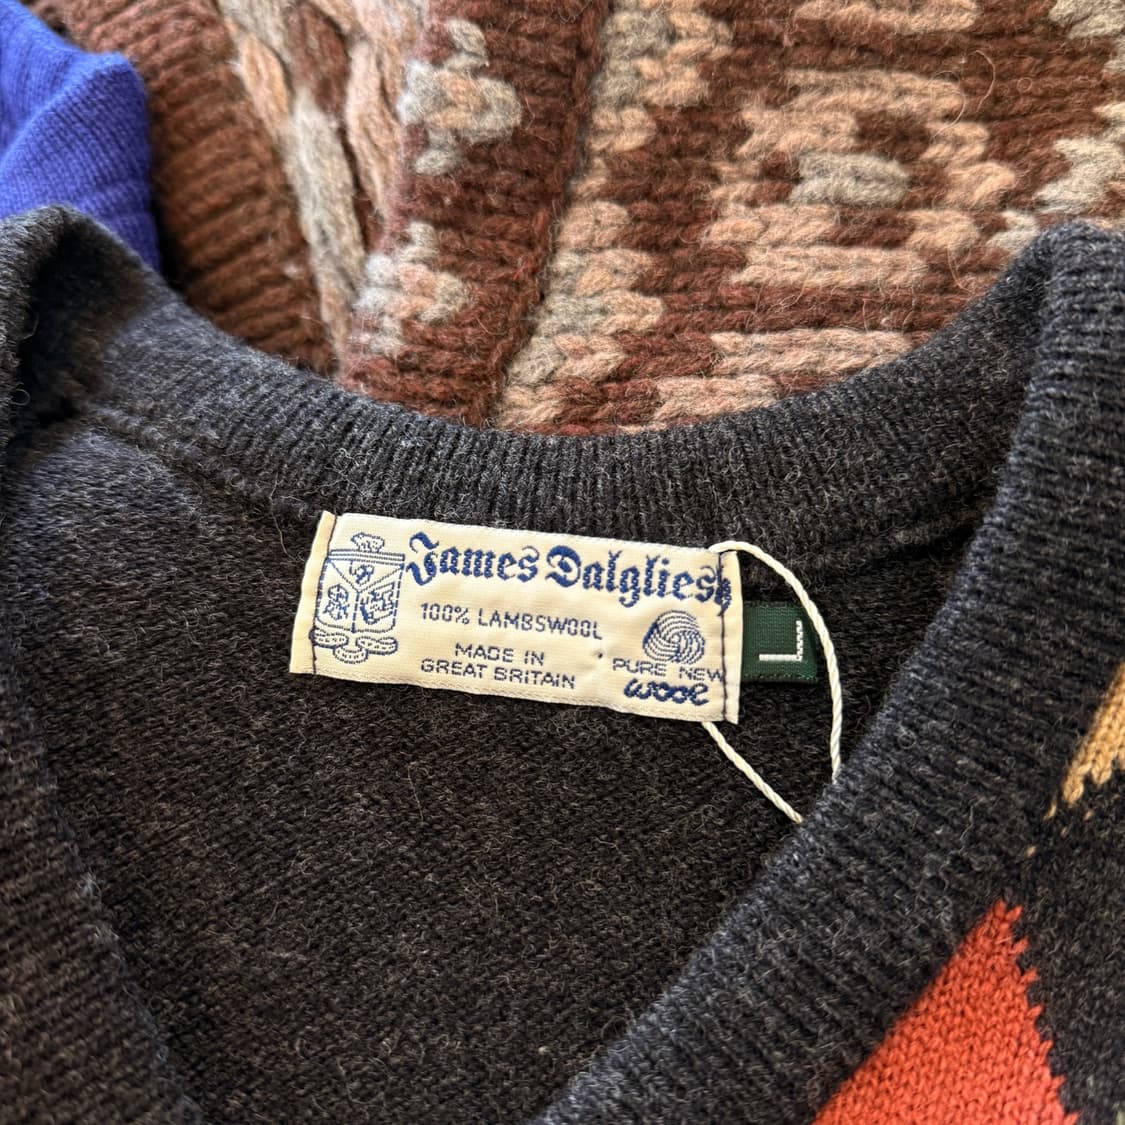 James Dalgliesh
100% LAMBSWOOL
MADE IN
GREAT BRITAIN
PURE NEW
WOOL
L